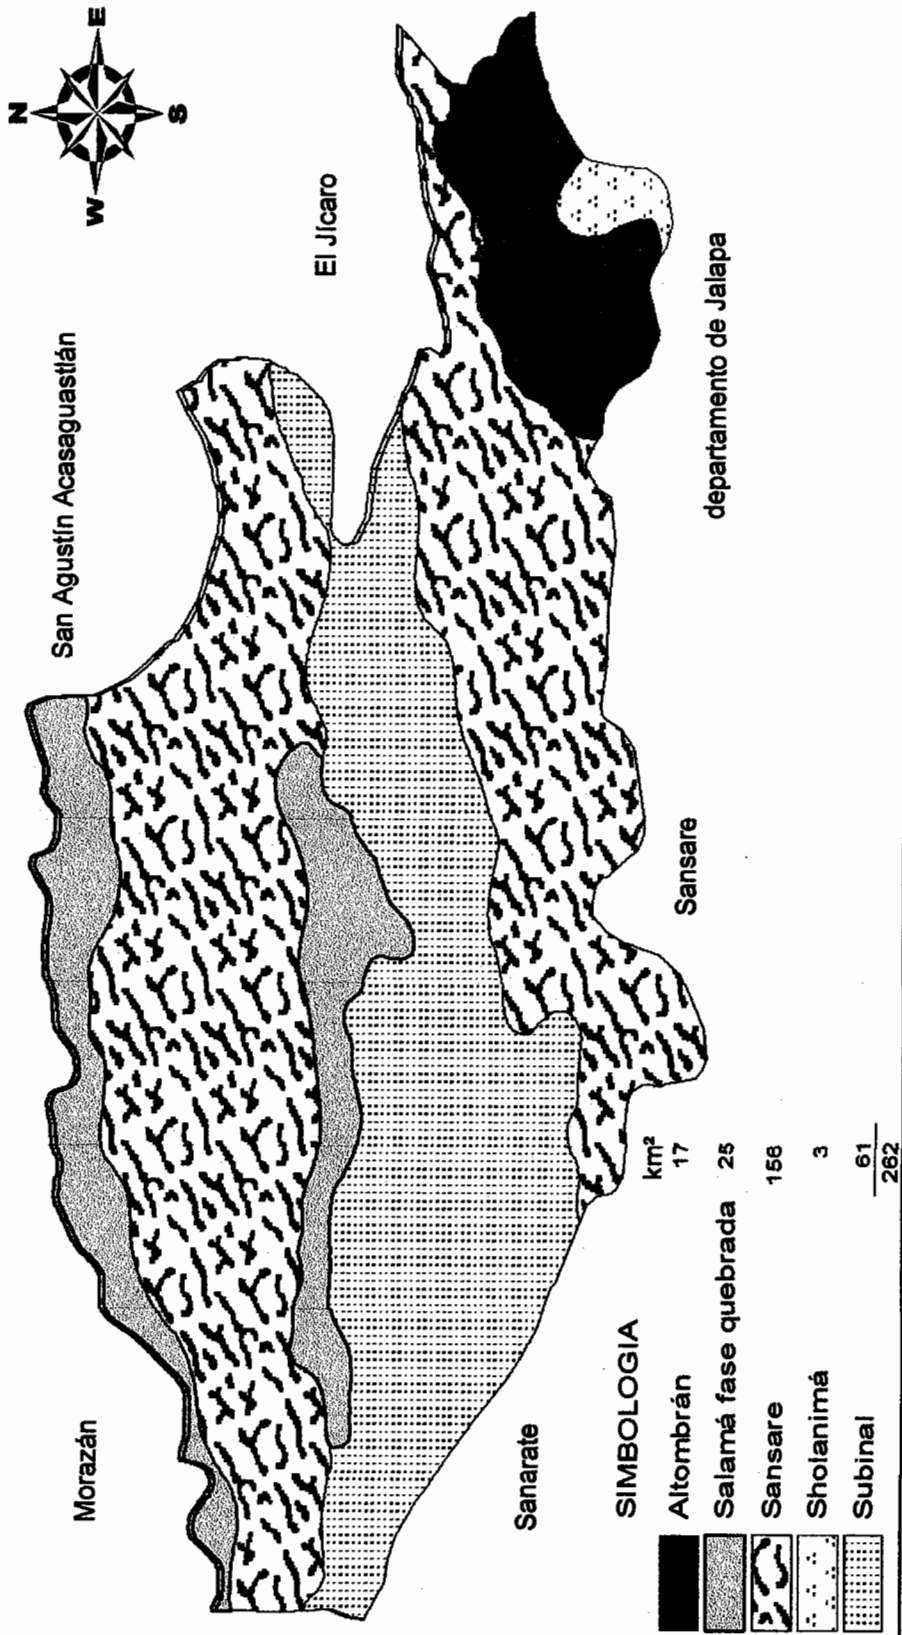 N
W E
S
San Agustín Acasaguastlán
Morazán
El Jícaro
Sanarate
Sansare
departamento de Jalapa
SIMBOLOGIA km²
Altombrán 17
Salamá fase quebrada 25
Sansare 156
Sholanimá 3
Subinal 61
262